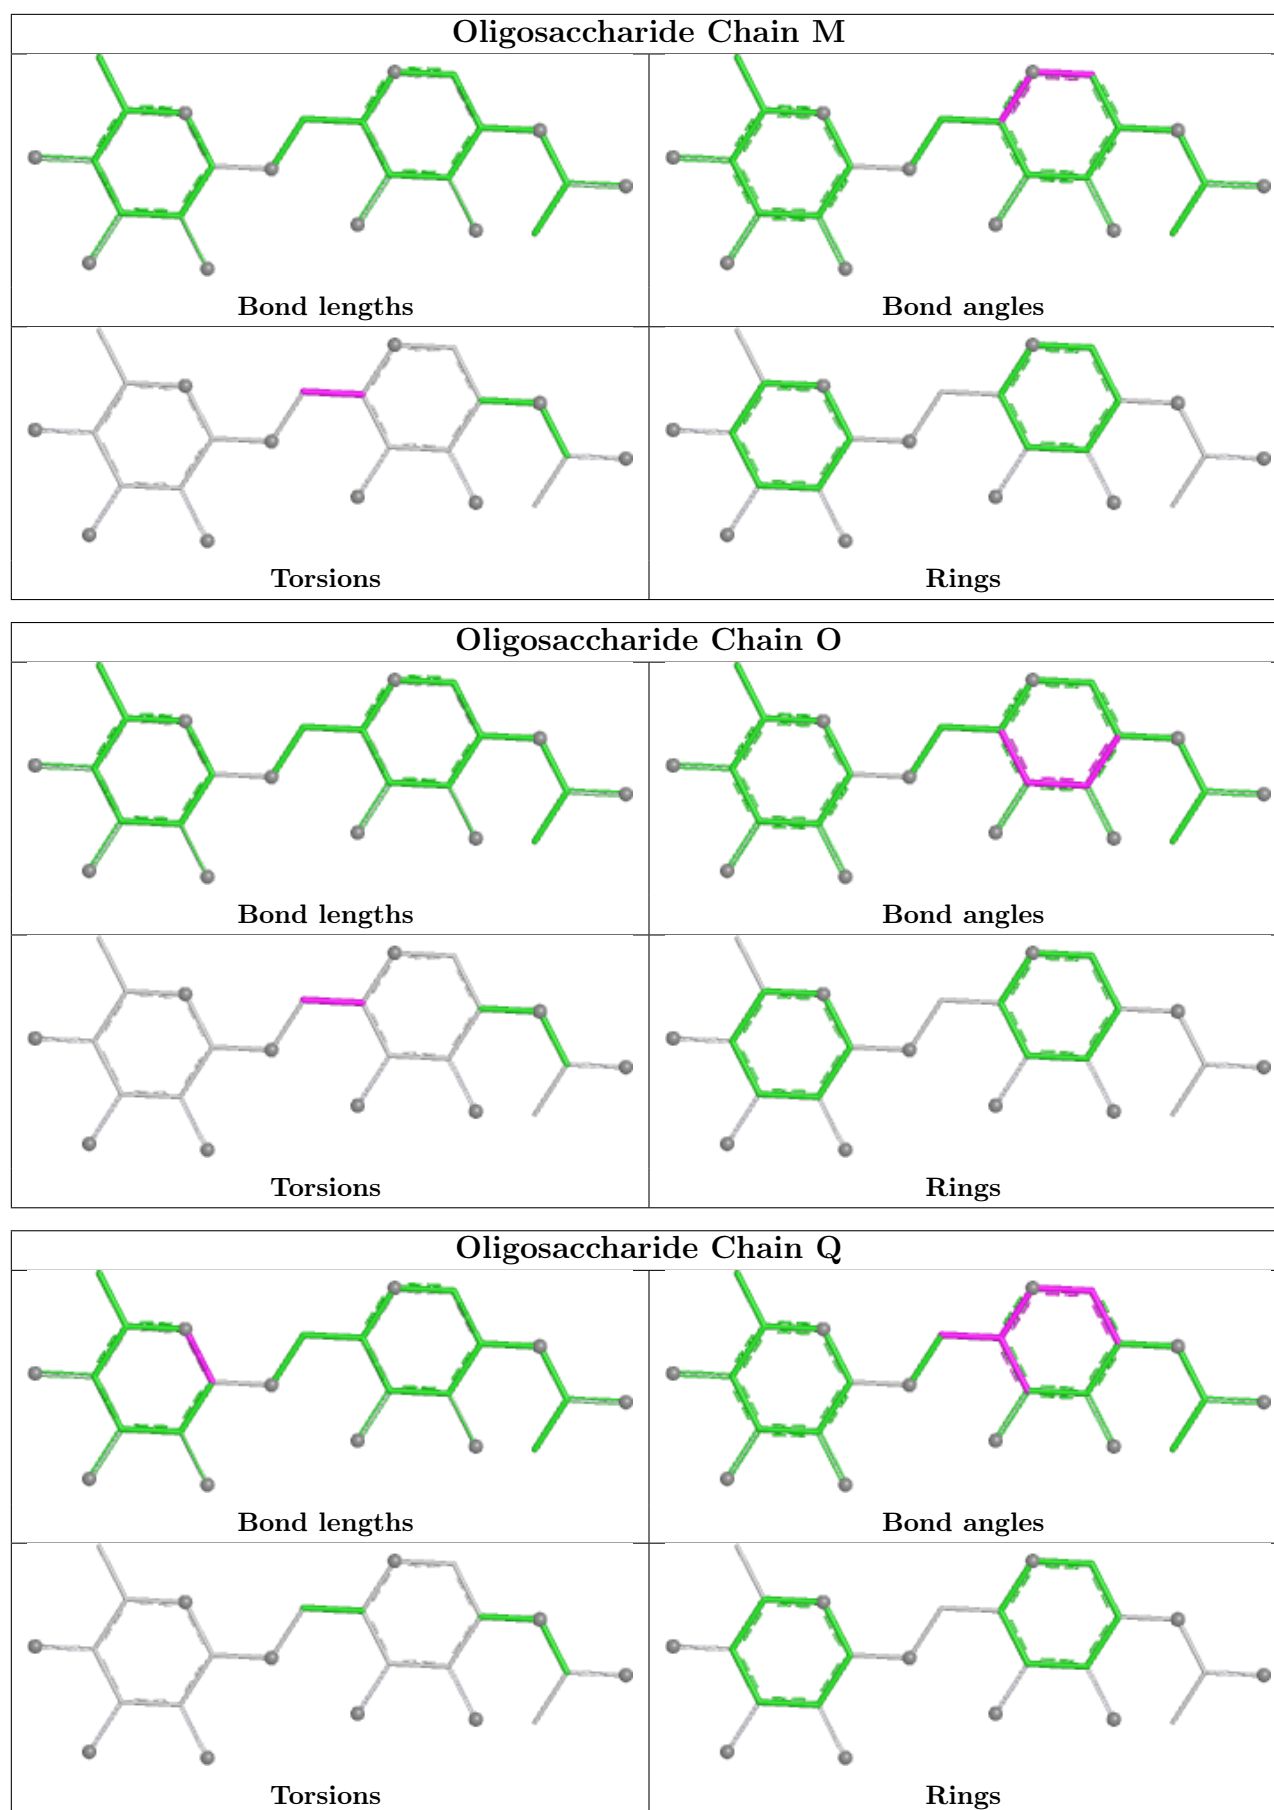 Oligosaccharide Chain M
Bond lengths
Bond angles
Torsions
Rings
Oligosaccharide Chain O
Bond lengths
Bond angles
Torsions
Rings
Oligosaccharide Chain Q
Bond lengths
Bond angles
Torsions
Rings